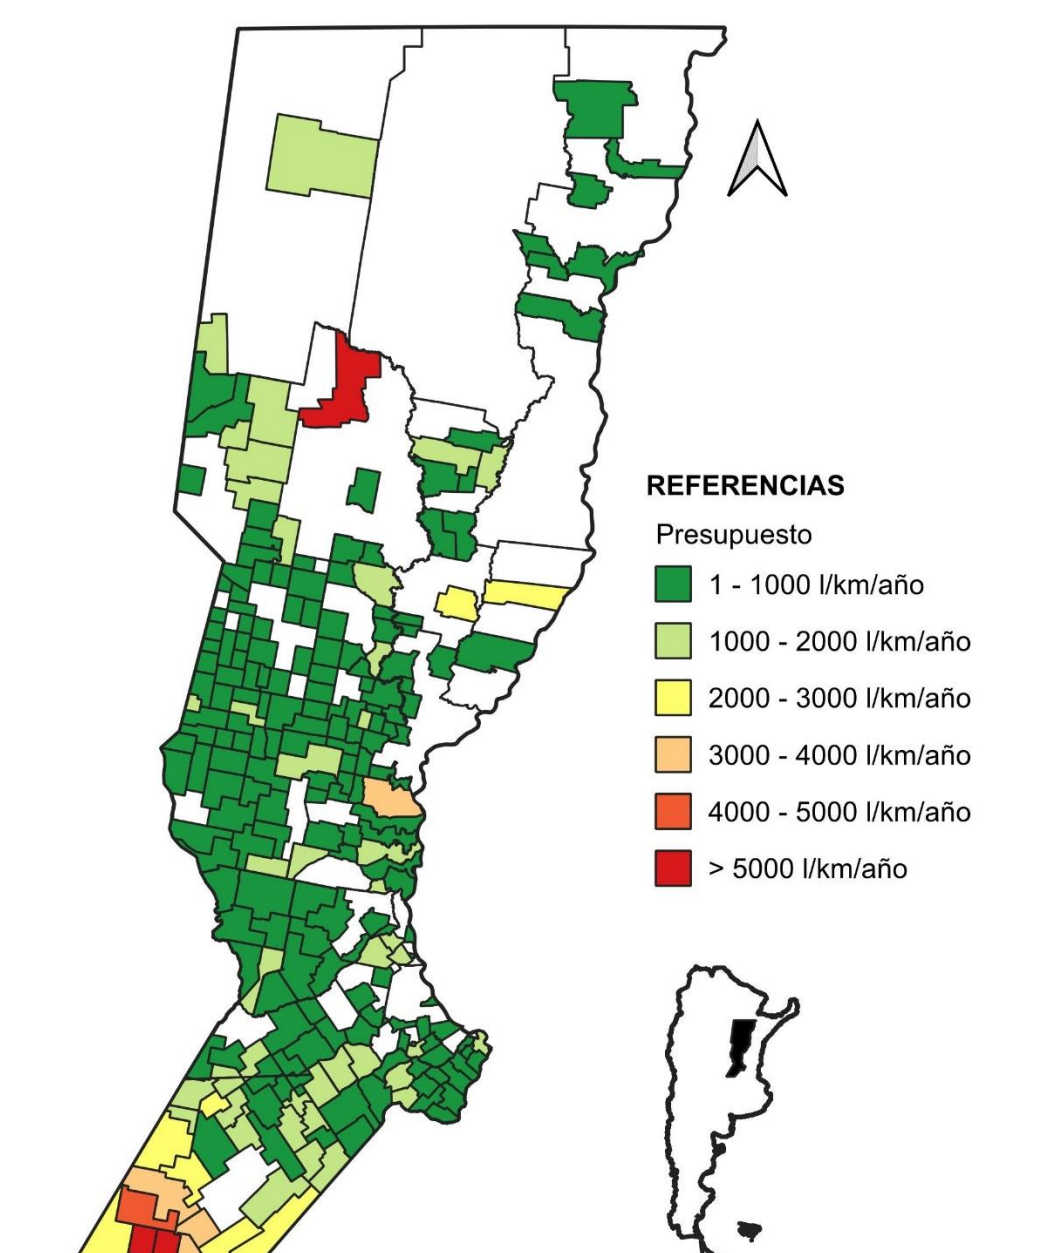 REFERENCIAS
Presupuesto
1 - 1000 l/km/año
1000 - 2000 l/km/año
2000 - 3000 l/km/año
3000 - 4000 l/km/año
4000 - 5000 l/km/año
> 5000 l/km/año